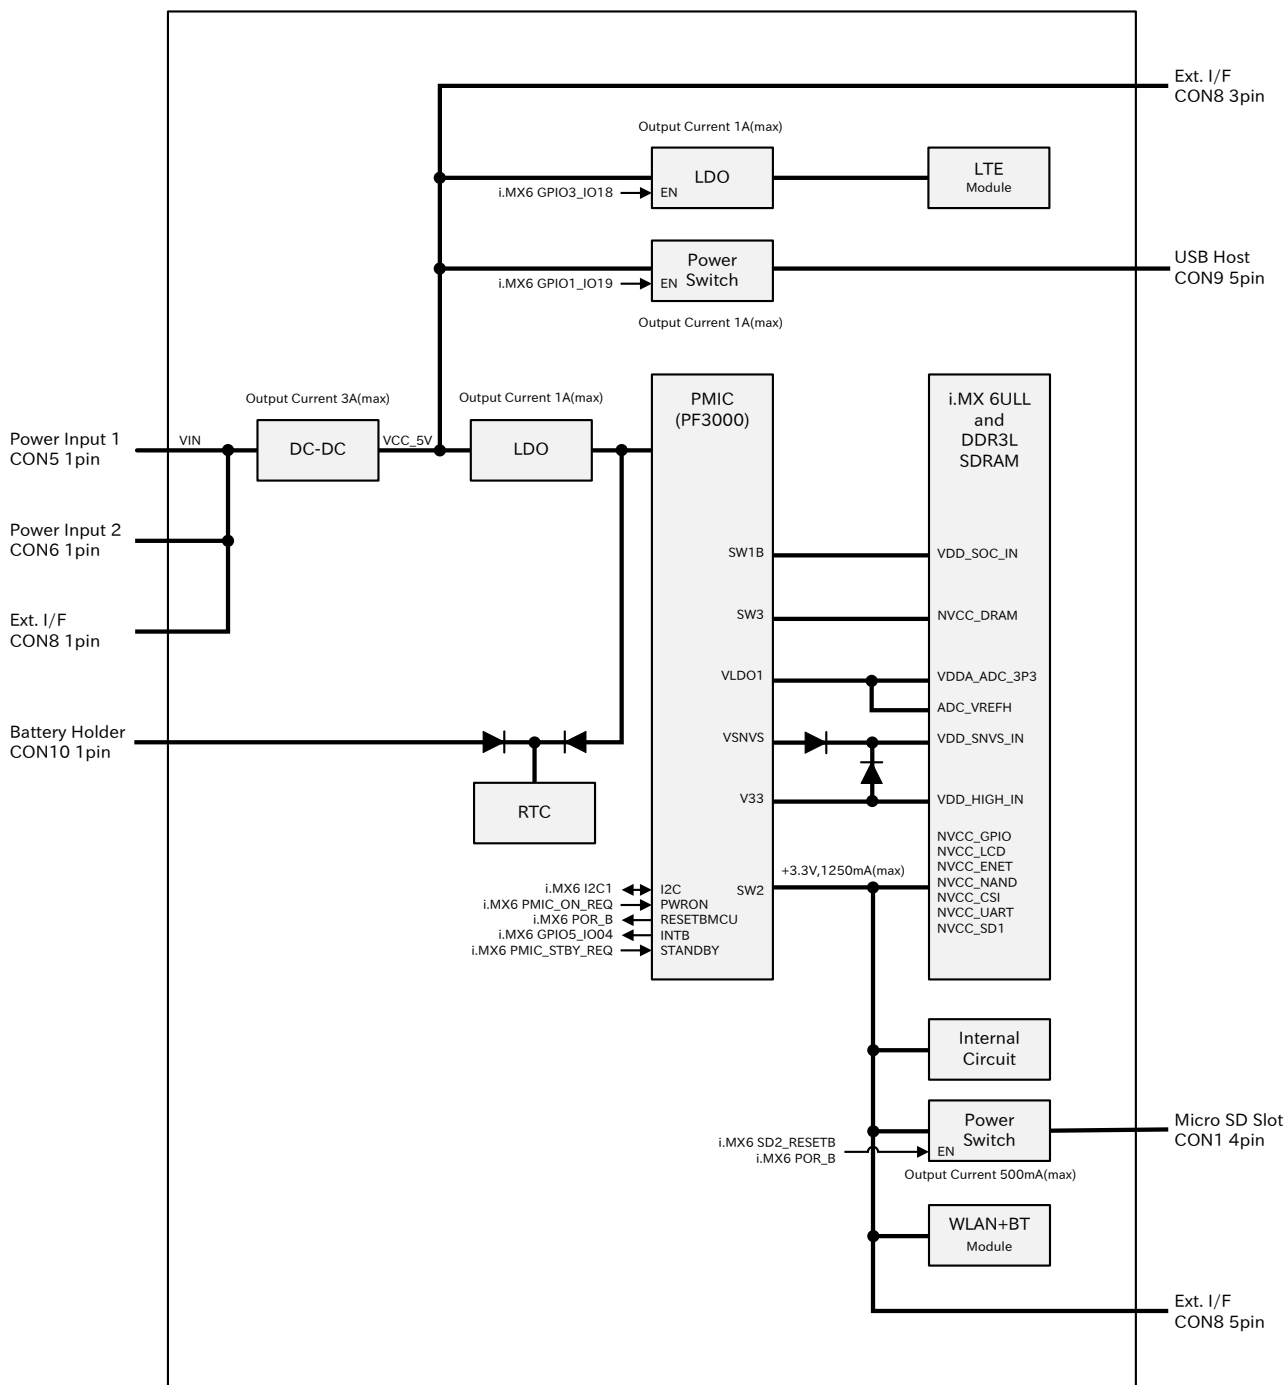 Ext. I/F
CON8 3pin
Output Current 1A(max)
LDO
i.MX6 GPIO3_IO18
EN
LTE
Module
Power
Switch
i.MX6 GPIO1_IO19
EN
Output Current 1A(max)
USB Host
CON9 5pin
Power Input 1
CON5 1pin
VIN
Output Current 3A(max)
DC-DC
VCC_5V
Output Current 1A(max)
LDO
Power Input 2
CON6 1pin
Ext. I/F
CON8 1pin
Battery Holder
CON10 1pin
RTC
PMIC
(PF3000)
SW1B
SW3
VLDO1
VSNVS
V33
SW2
i.MX6 I2C1
I2C
i.MX6 PMIC_ON_REQ
PWRON
i.MX6 POR_B
RESETBMCU
i.MX6 GPIO5_IO04
INTB
i.MX6 PMIC_STBY_REQ
STANDBY
+3.3V,1250mA(max)
i.MX 6ULL
and
DDR3L
SDRAM
VDD_SOC_IN
NVCC_DRAM
VDDA_ADC_3P3
ADC_VREFH
VDD_SNVS_IN
VDD_HIGH_IN
NVCC_GPIO
NVCC_LCD
NVCC_ENET
NVCC_NAND
NVCC_CSI
NVCC_UART
NVCC_SD1
Internal
Circuit
Power
Switch
EN
i.MX6 SD2_RESETB
i.MX6 POR_B
Output Current 500mA(max)
Micro SD Slot
CON1 4pin
WLAN+BT
Module
Ext. I/F
CON8 5pin